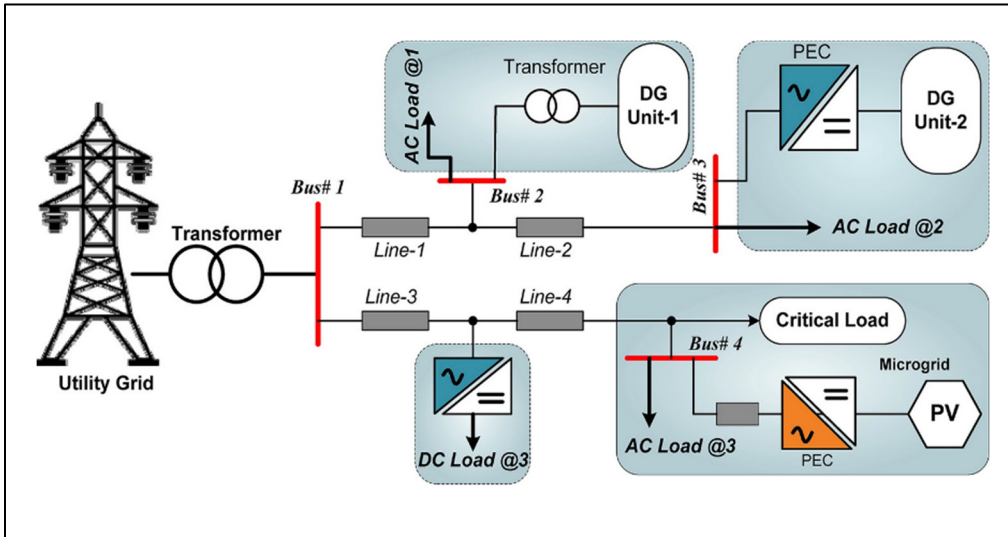 AC Load @1
Transformer
DG
Unit-1
PEC
DG
Unit-2
Bus# 1
Bus# 2
Bus# 3
Transformer
Line-1
Line-2
AC Load @2
Line-3
Line-4
Critical Load
Bus# 4
Microgrid
Utility Grid
PV
DC Load @3
AC Load @3
PEC